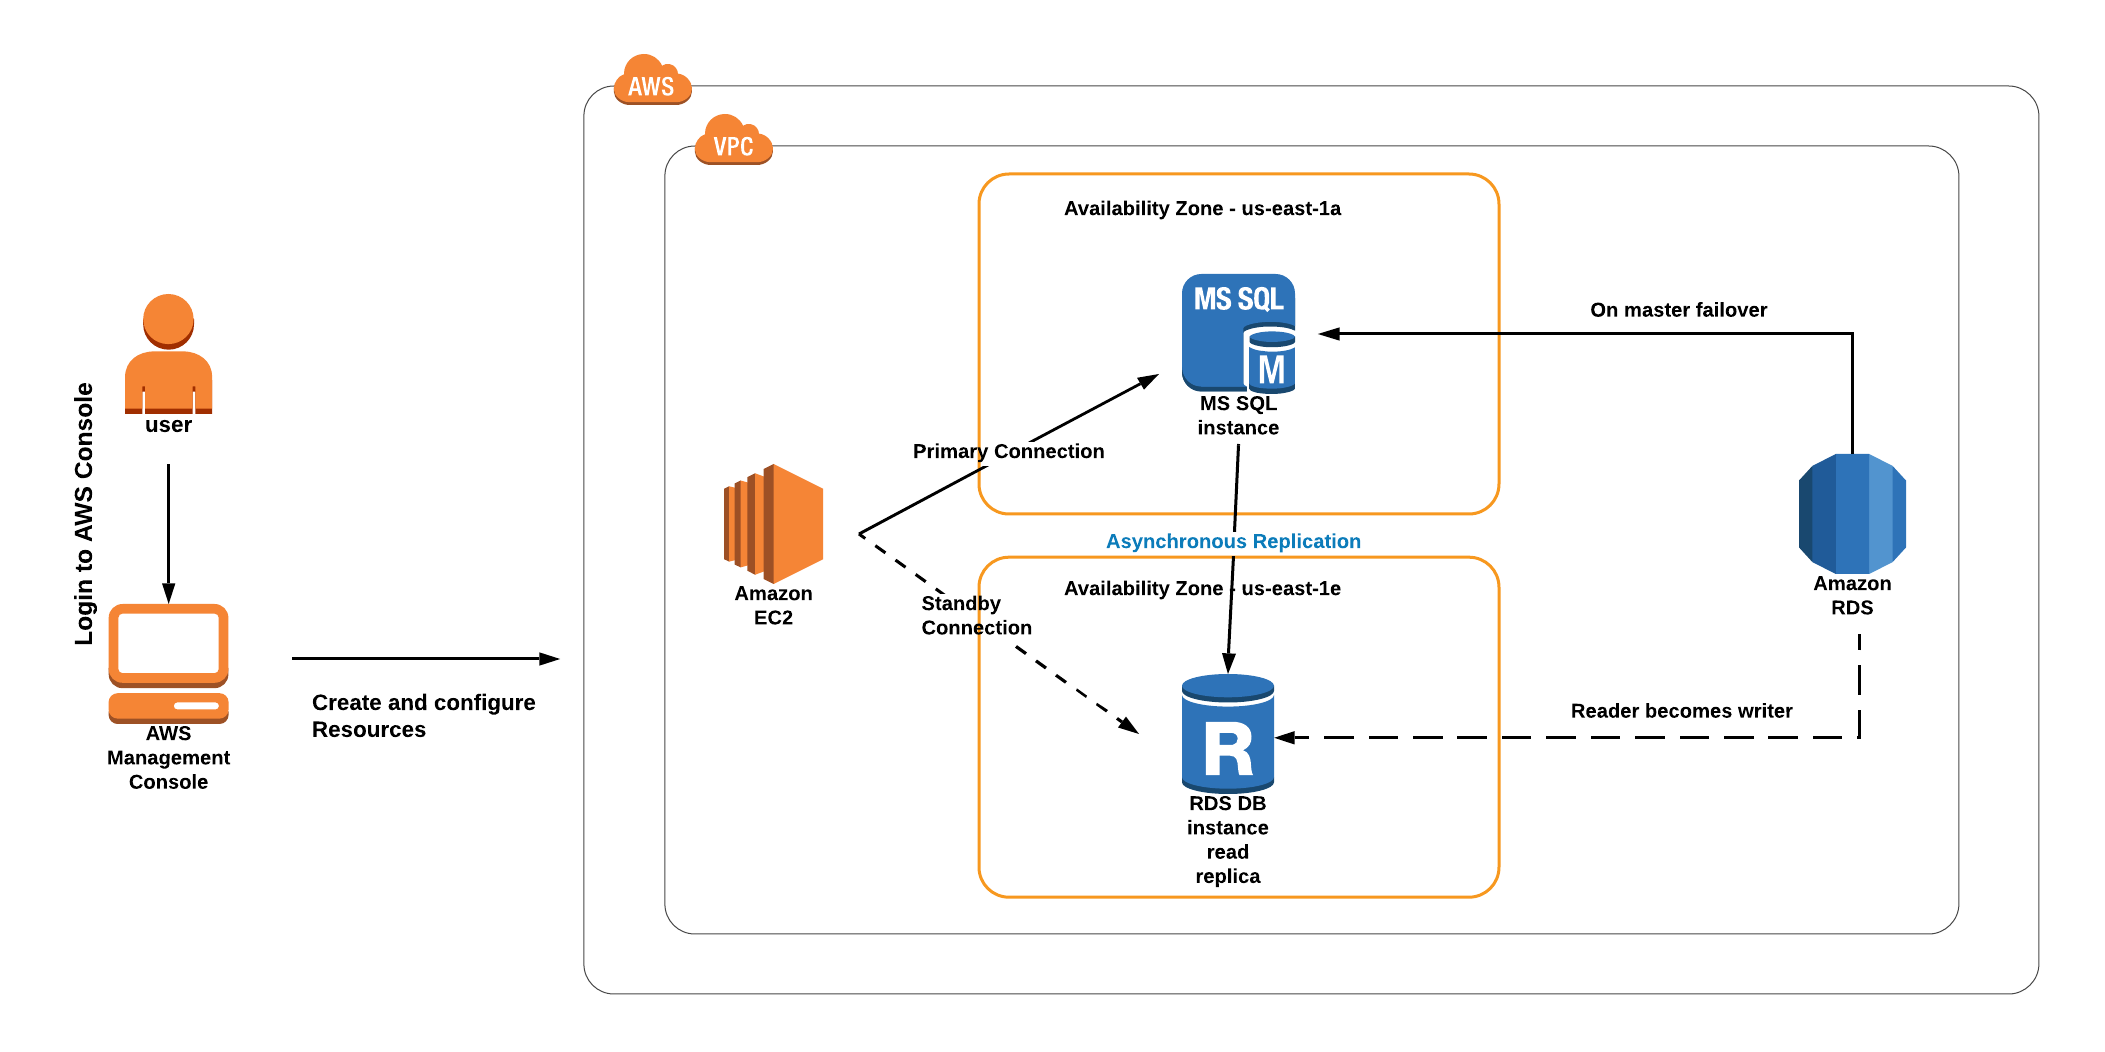 AWS
VPC
Availability Zone - us-east-1a
MS SQL
M
MS SQL
instance
On master failover
Primary Connection
user
Login to AWS Console
Amazon
EC2
Asynchronous Replication
Availability Zone - us-east-1e
Standby
Connection
Amazon
RDS
Create and configure
Resources
AWS
Management
Console
Reader becomes writer
R
RDS DB
instance
read
replica